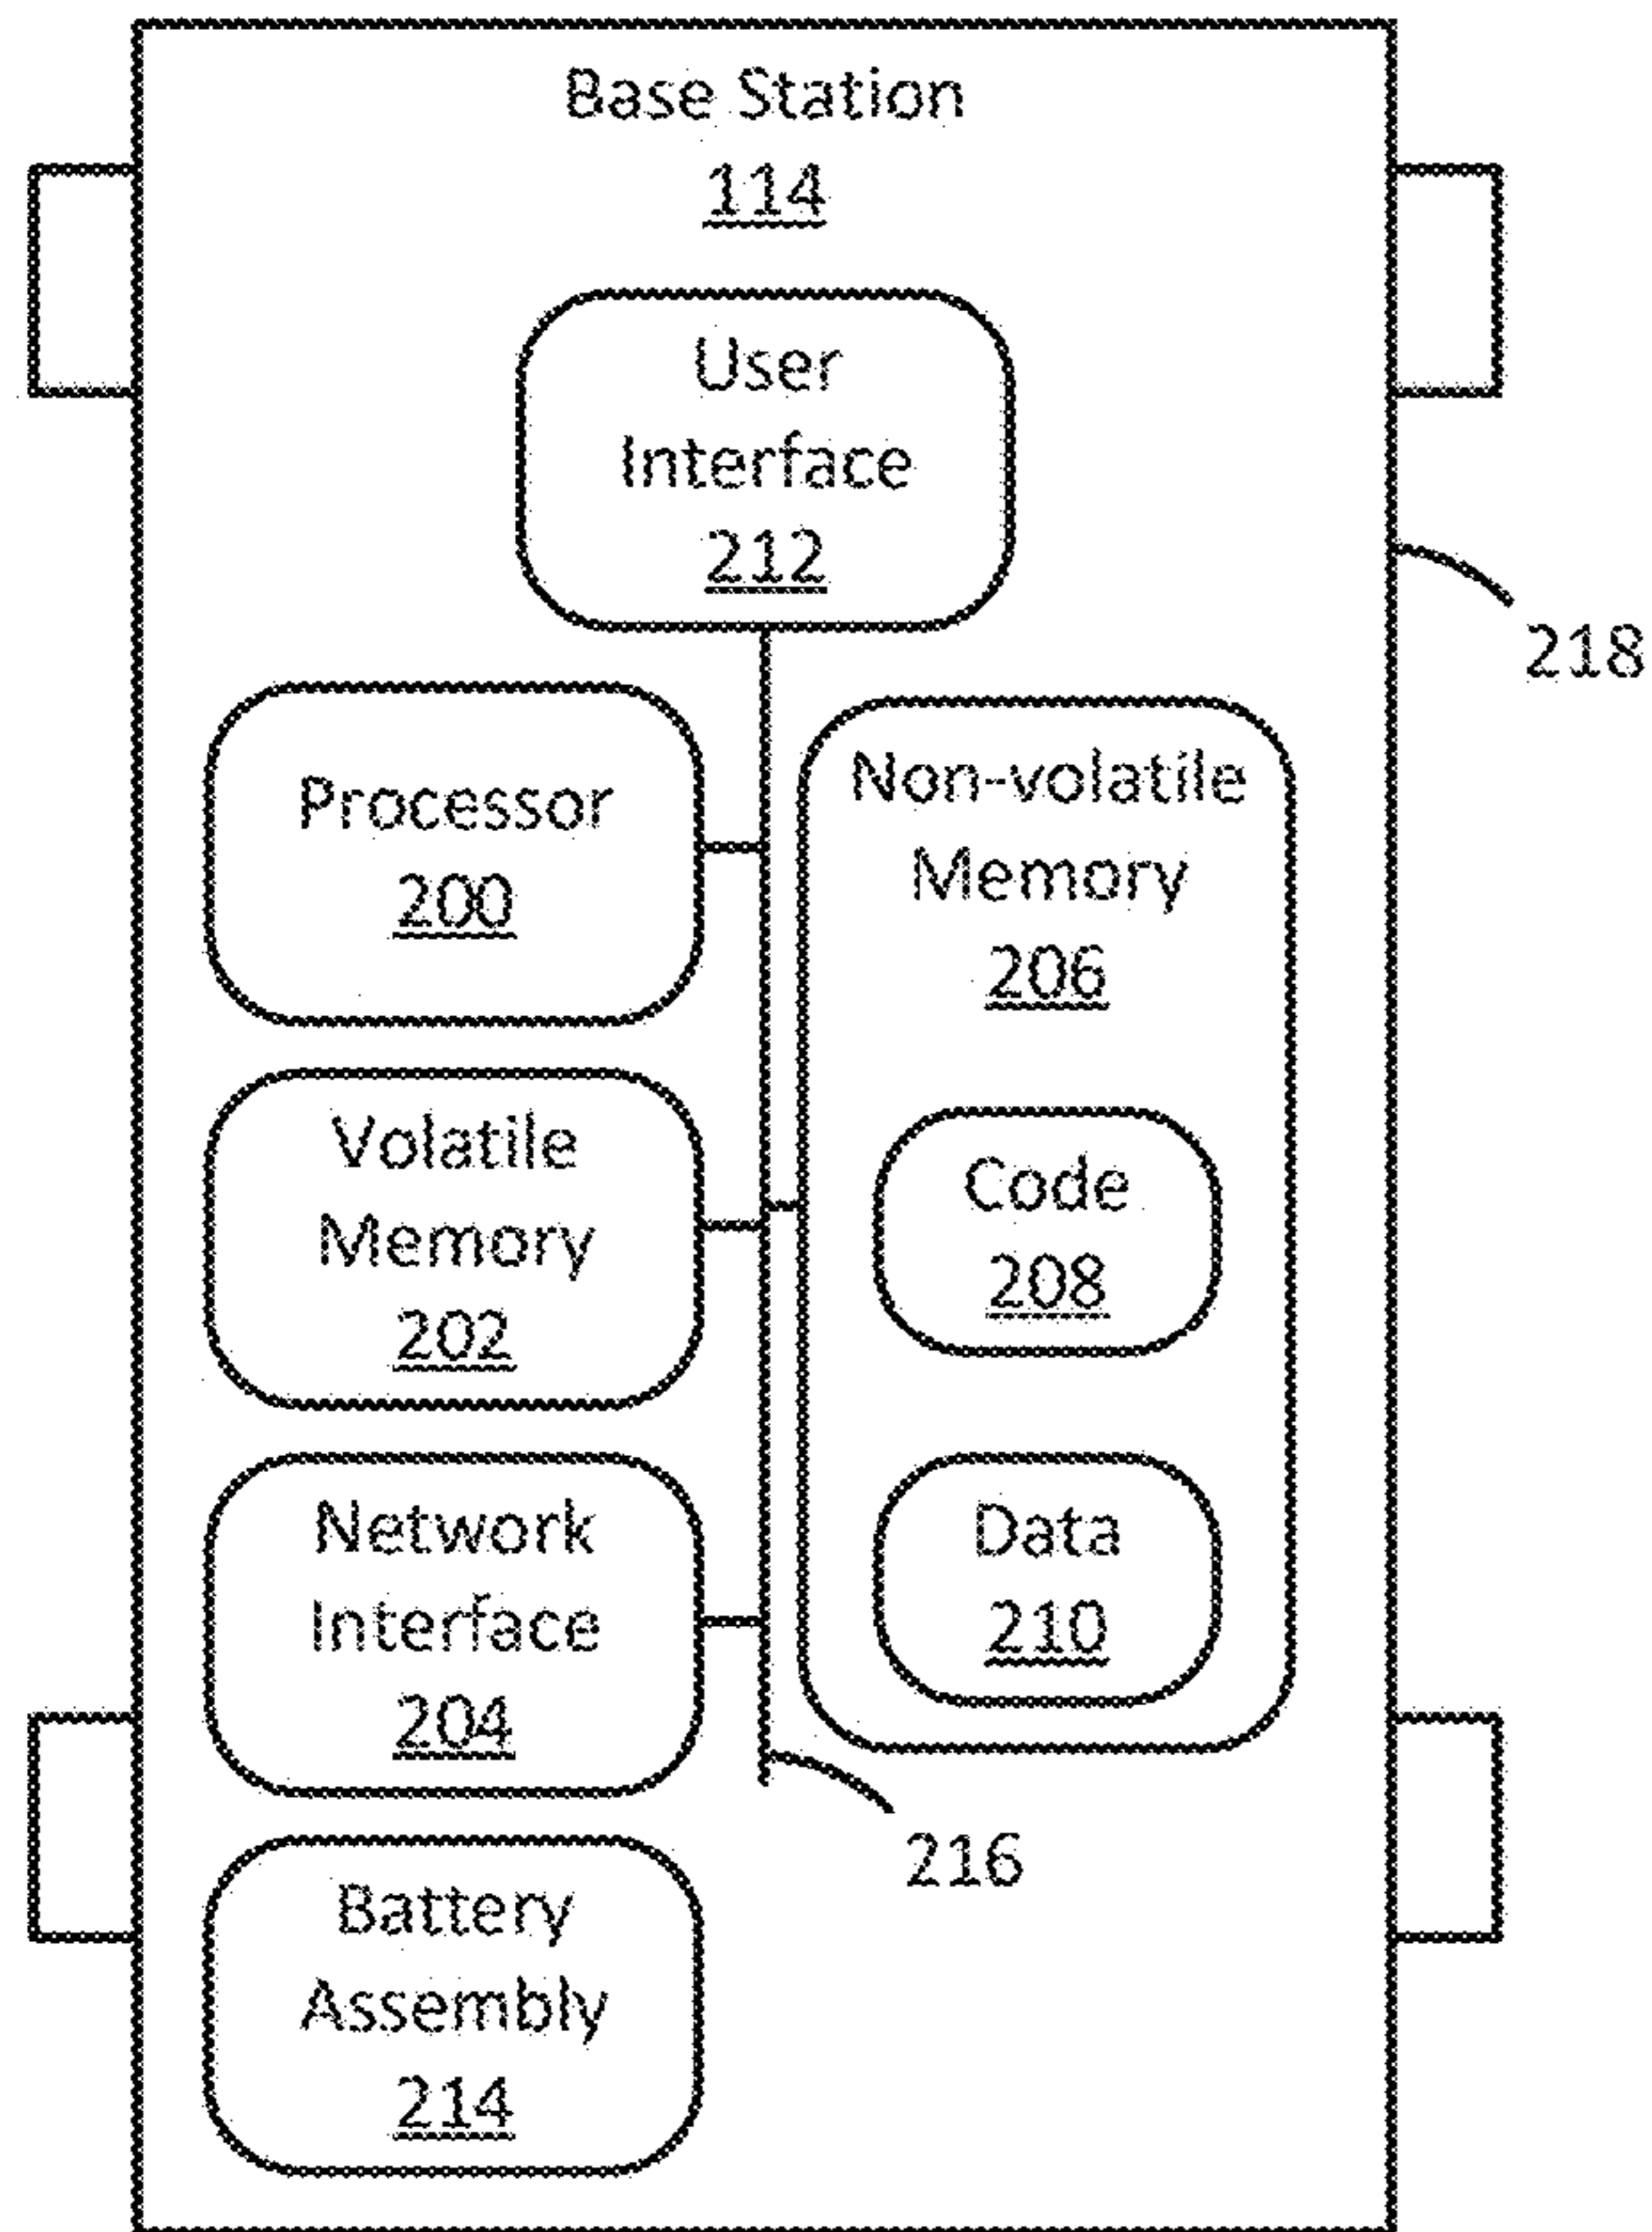 Base Station
114
User
Interface
212
218
Processor
200
Non-volatile
Memory
206
Volatile
Memory
202
Code
208
Network
Interface
204
Data
210
216
Battery
Assembly
214